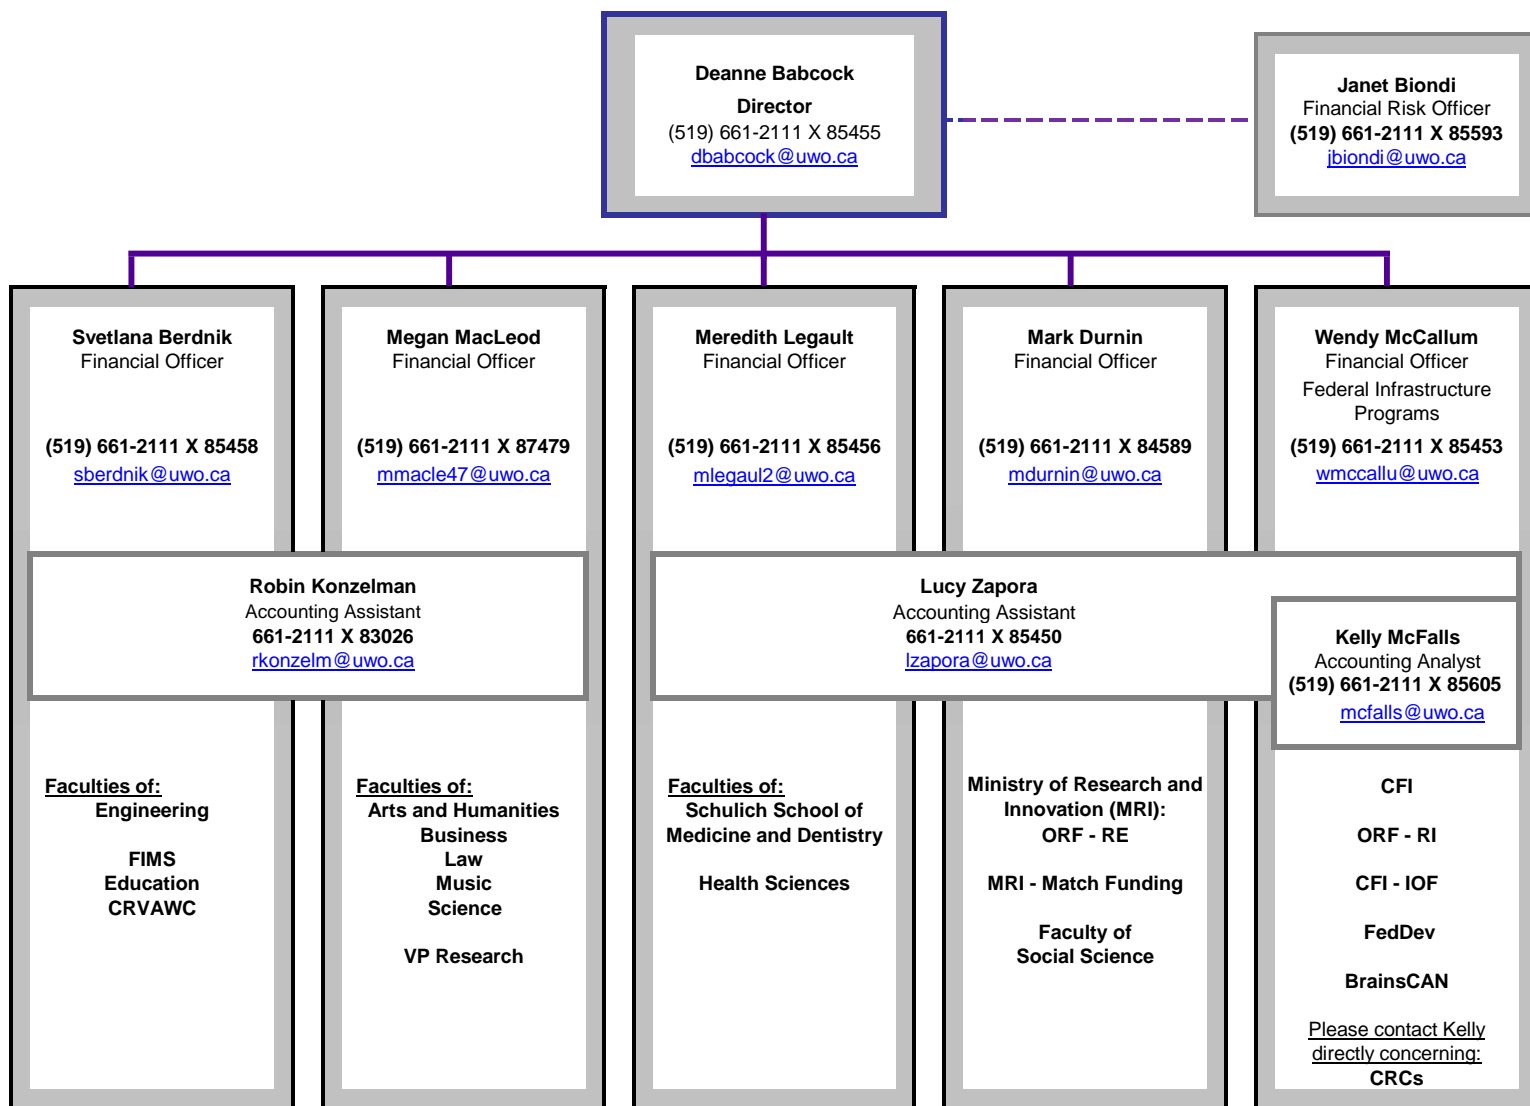 Deanne Babcock
Director
(519) 661-2111 X 85455
dbabcock@uwo.ca
Janet Biondi
Financial Risk Officer
(519) 661-2111 X 85593
jbiondi@uwo.ca
Svetlana Berdnik
Financial Officer
(519) 661-2111 X 85458
sberdnik@uwo.ca
Megan MacLeod
Financial Officer
(519) 661-2111 X 87479
mmacle47@uwo.ca
Meredith Legault
Financial Officer
(519) 661-2111 X 85456
mlegaul2@uwo.ca
Mark Durnin
Financial Officer
(519) 661-2111 X 84589
mdurnin@uwo.ca
Wendy McCallum
Financial Officer
Federal Infrastructure
Programs
(519) 661-2111 X 85453
wmccallu@uwo.ca
Robin Konzelman
Accounting Assistant
661-2111 X 83026
rkonzelm@uwo.ca
Lucy Zapora
Accounting Assistant
661-2111 X 85450
lzapora@uwo.ca
Kelly McFalls
Accounting Analyst
(519) 661-2111 X 85605
mcfalls@uwo.ca
Faculties of:
Engineering
FIMS
Education
CRVAWC
Faculties of:
Arts and Humanities
Business
Law
Music
Science
VP Research
Faculties of:
Schulich School of
Medicine and Dentistry
Health Sciences
Ministry of Research and
Innovation (MRI):
ORF - RE
MRI - Match Funding
Faculty of
Social Science
CFI
ORF - RI
CFI - IOF
FedDev
BrainsCAN
Please contact Kelly
directly concerning:
CRCs